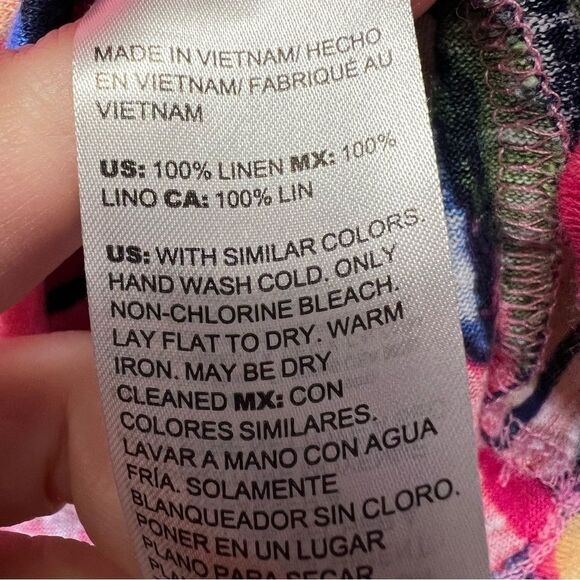 MADE IN VIETNAM/ HECHO
EN VIETNAM/ FABRIQUÉ AU
VIETNAM
US: 100% LINEN MX: 100%
LINO CA: 100% LIN
US: WITH SIMILAR COLORS.
HAND WASH COLD. ONLY
NON-CHLORINE BLEACH.
LAY FLAT TO DRY. WARM
IRON. MAY BE DRY
CLEANED MX: CON
COLORES SIMILARES.
LAVAR A MANO CON AGUA
FRÍA. SOLAMENTE
BLANQUEADOR SIN CLORO.
PONER EN UN LUGAR
PLANO PARA SECAR